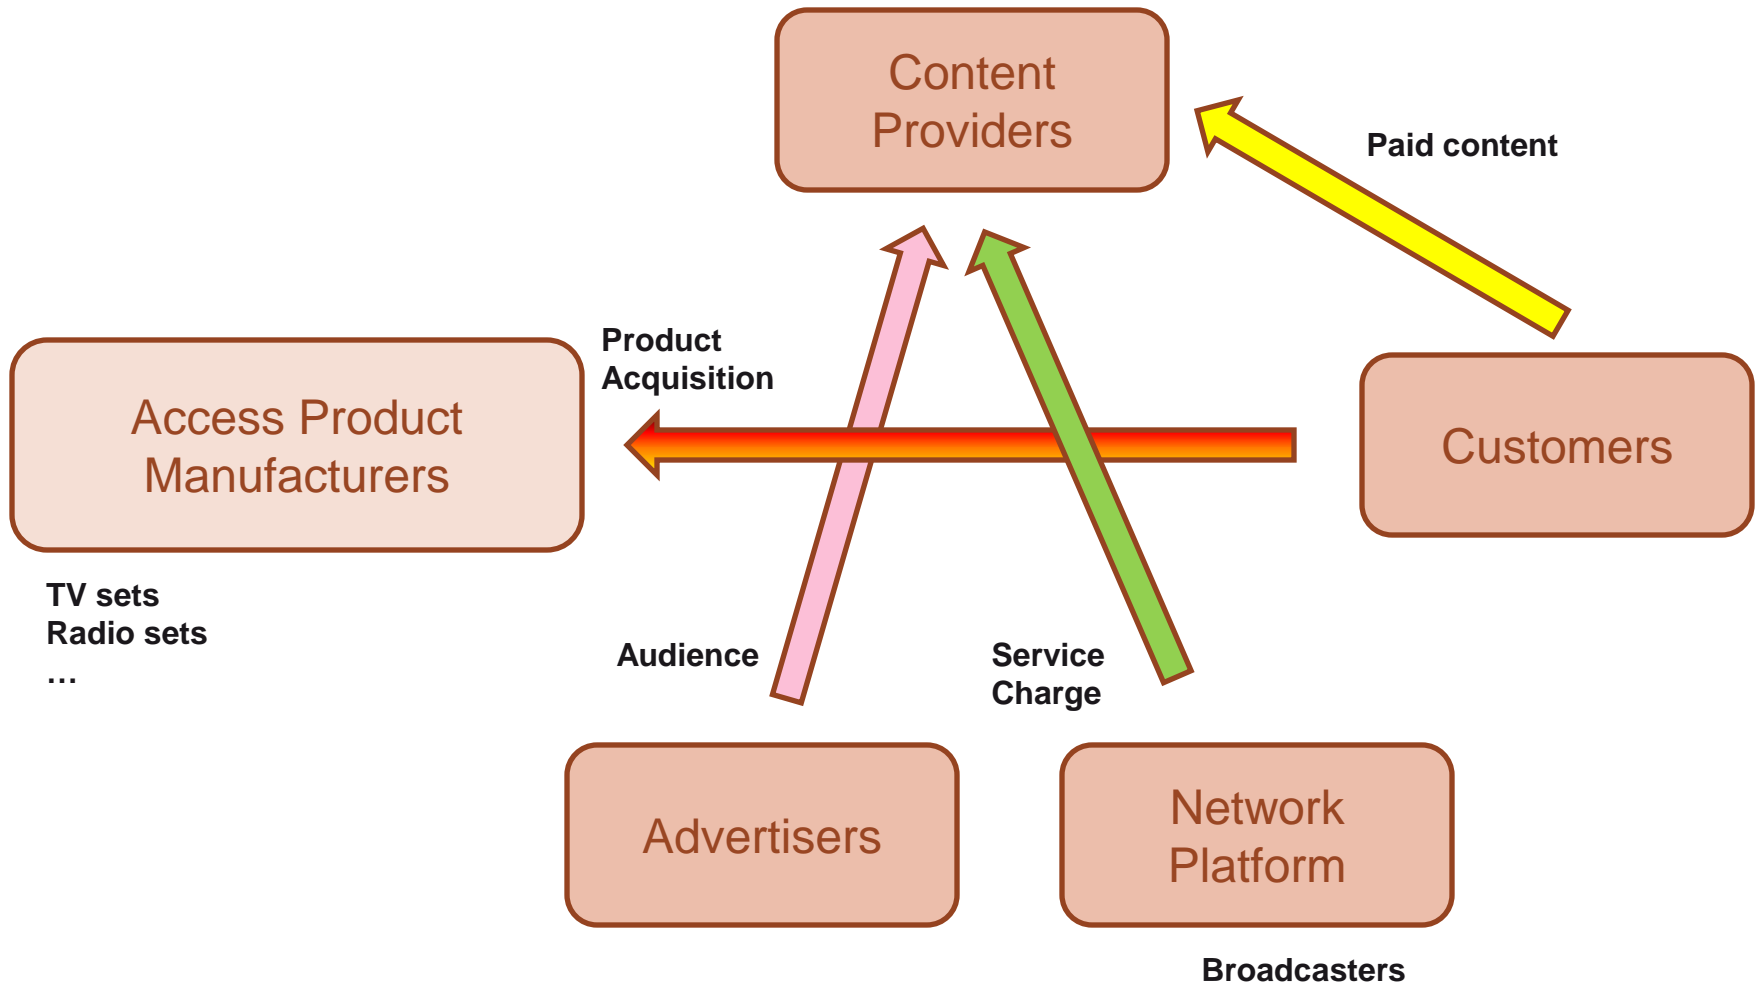 Content
Providers
Paid content
Product
Acquisition
Access Product
Manufacturers
Customers
TV sets
Radio sets
…
Audience
Service
Charge
Advertisers
Network
Platform
Broadcasters